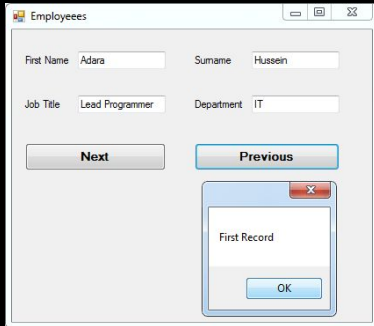 Employeees
First Name Adara Surname Hussein
Job Title Lead Programmer Department IT
Next Previous
First Record
OK